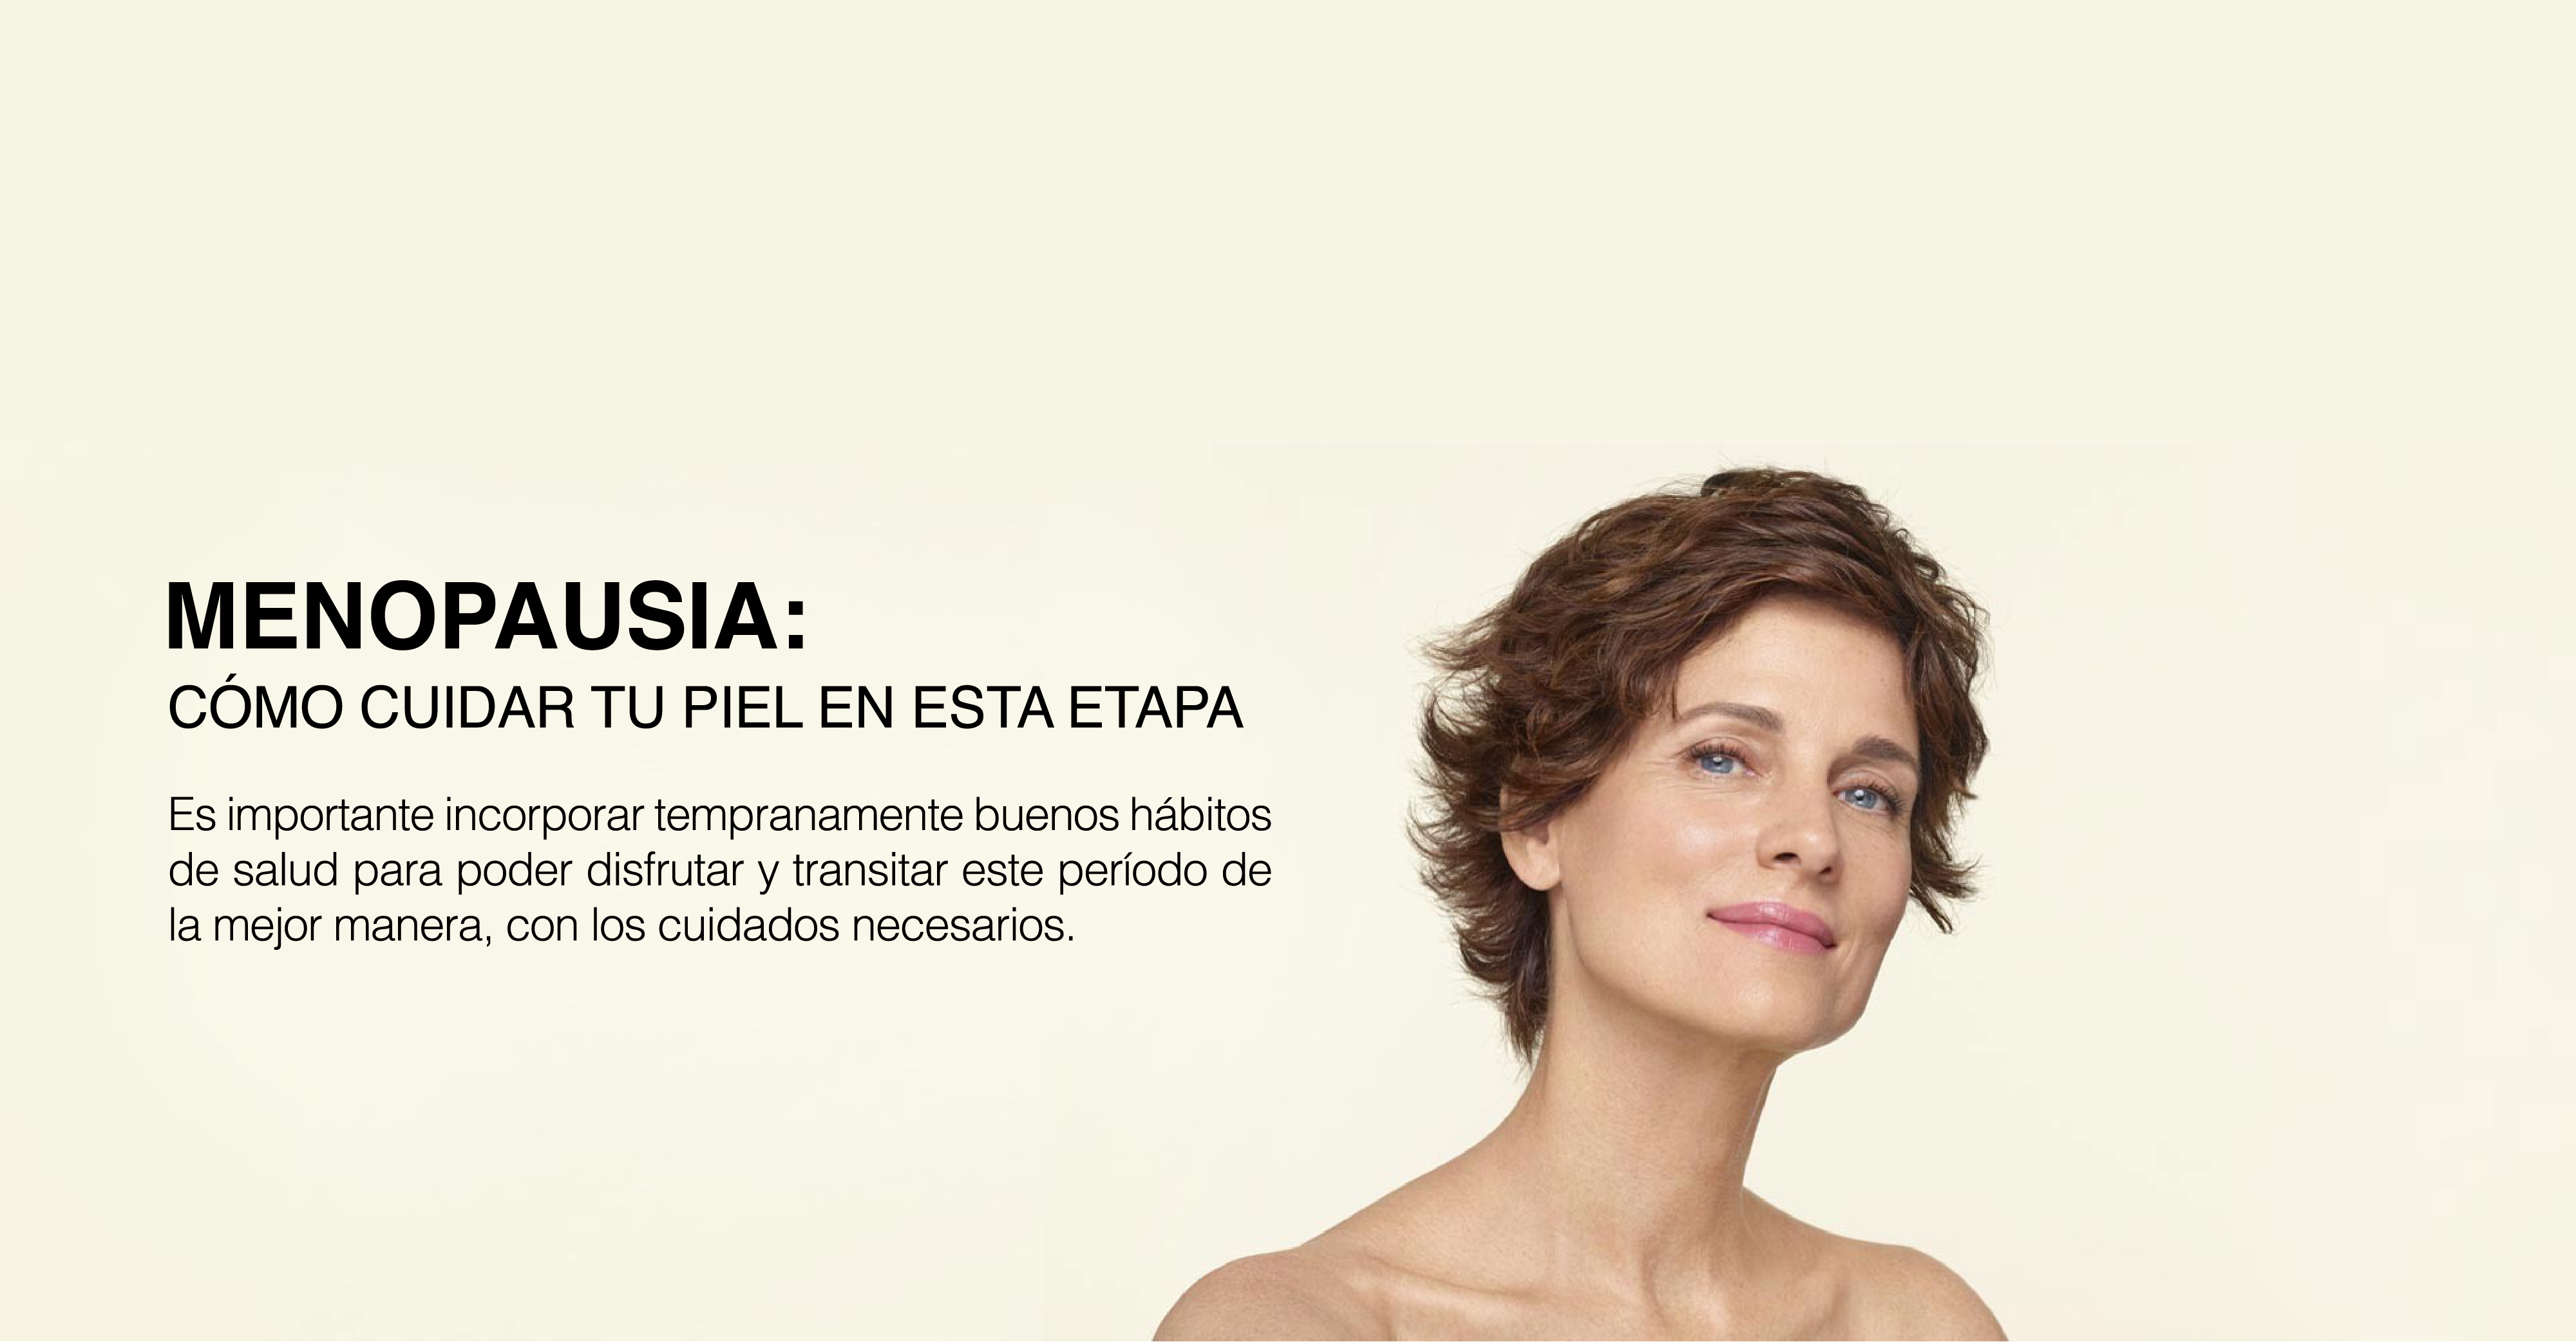 MENOPAUSIA:
CÓMO CUIDAR TU PIEL EN ESTA ETAPA
Es importante incorporar tempranamente buenos hábitos
de salud para poder disfrutar y transitar este período de
la mejor manera, con los cuidados necesarios.